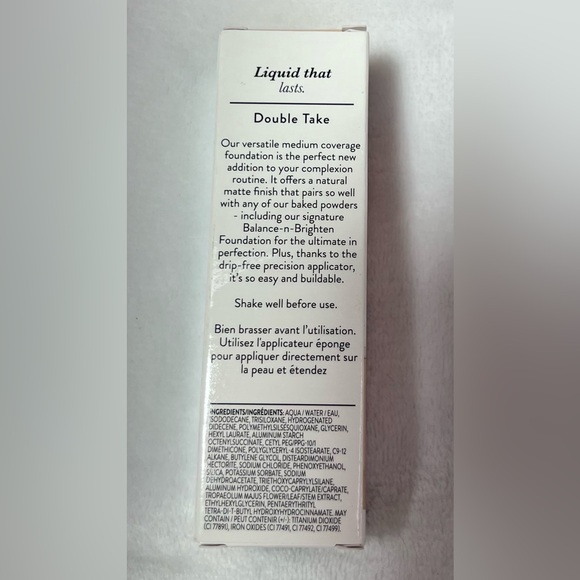 Liquid that
lasts.
Double Take
Our versatile medium coverage
foundation is the perfect new
addition to your complexion
routine. It offers a natural
matte finish that pairs so well
with any of our baked powders
- including our signature
Balance-n-Brighten
Foundation for the ultimate in
perfection. Plus, thanks to the
drip-free precision applicator,
it's so easy and buildable.
Shake well before use.
Bien brasser avant l'utilisation.
Utilisez l'applicateur éponge
pour appliquer directement sur
la peau et étendez
INGREDIENTS/INGRÉDIENTS: AQUA / WATER / EAU,
ISODODECANE, TRISILOXANE, HYDROGENATED
DIDECENE, POLYMETHYLSILSESQUIOXANE, GLYCERIN,
HEXYL LAURATE, ALUMINUM STARCH
OCTENYLSUCCINATE, CETYL PEG/PPG-10/1
DIMETHICONE, POLYGLYCERYL-4 ISOSTEARATE, C9-12
ALKANE, BUTYLENE GLYCOL, DISTEARDIMONIUM
HECTORITE, SODIUM CHLORIDE, PHENOXYETHANOL,
SILICA, POTASSIUM SORBATE, SODIUM
DEHYDROACETATE, TRIETHOXYCAPRYLYLSILANE,
ALUMINUM HYDROXIDE, COCO-CAPRYLATE/CAPRATE,
TROPAEOLUM MAJUS FLOWER/LEAF/STEM EXTRACT,
ETHYLHEXYLGLYCERIN, PENTAERYTHRITYL
TETRA-DI-T-BUTYL HYDROXYHYDROCINNAMATE. MAY
CONTAIN / PEUT CONTENIR (+/-): TITANIUM DIOXIDE
(CI 77891), IRON OXIDES (CI 77491, CI 77492, CI 77499).